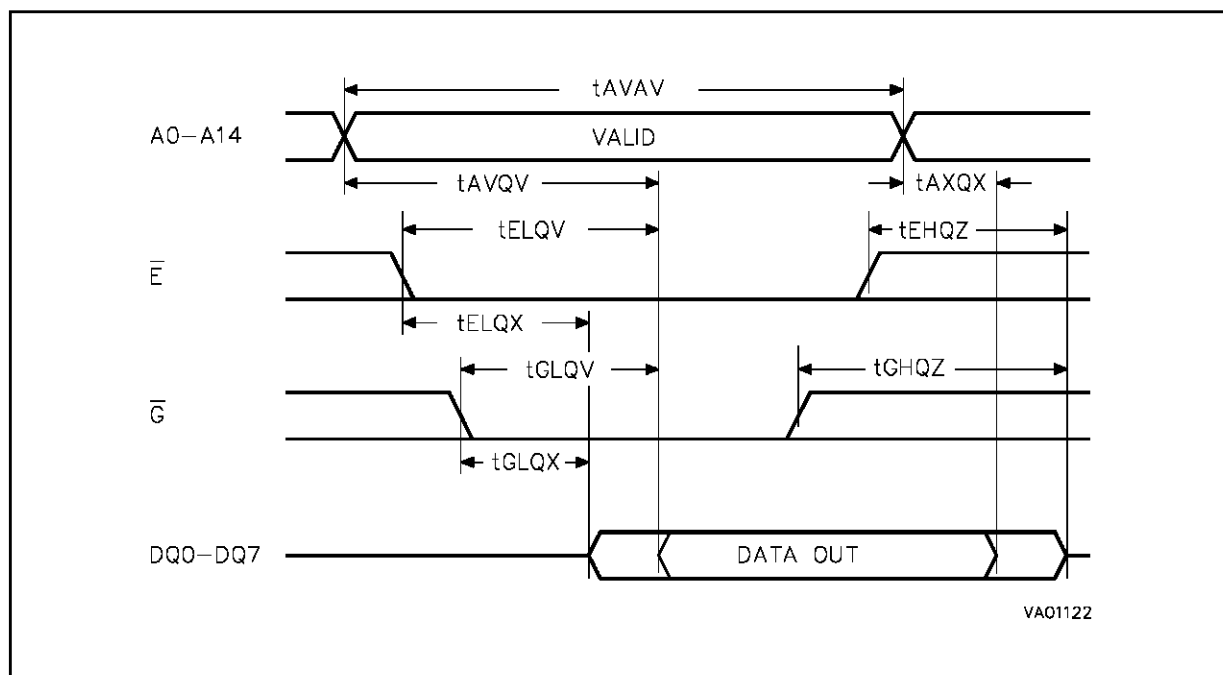 tAVAV
A0-A14
VALID
tAVQV
tAXQX
tELQV
tEHQZ
E̅
tELQX
tGLQV
tGHQZ
G̅
tGLQX
DQ0-DQ7
DATA OUT
VA01122